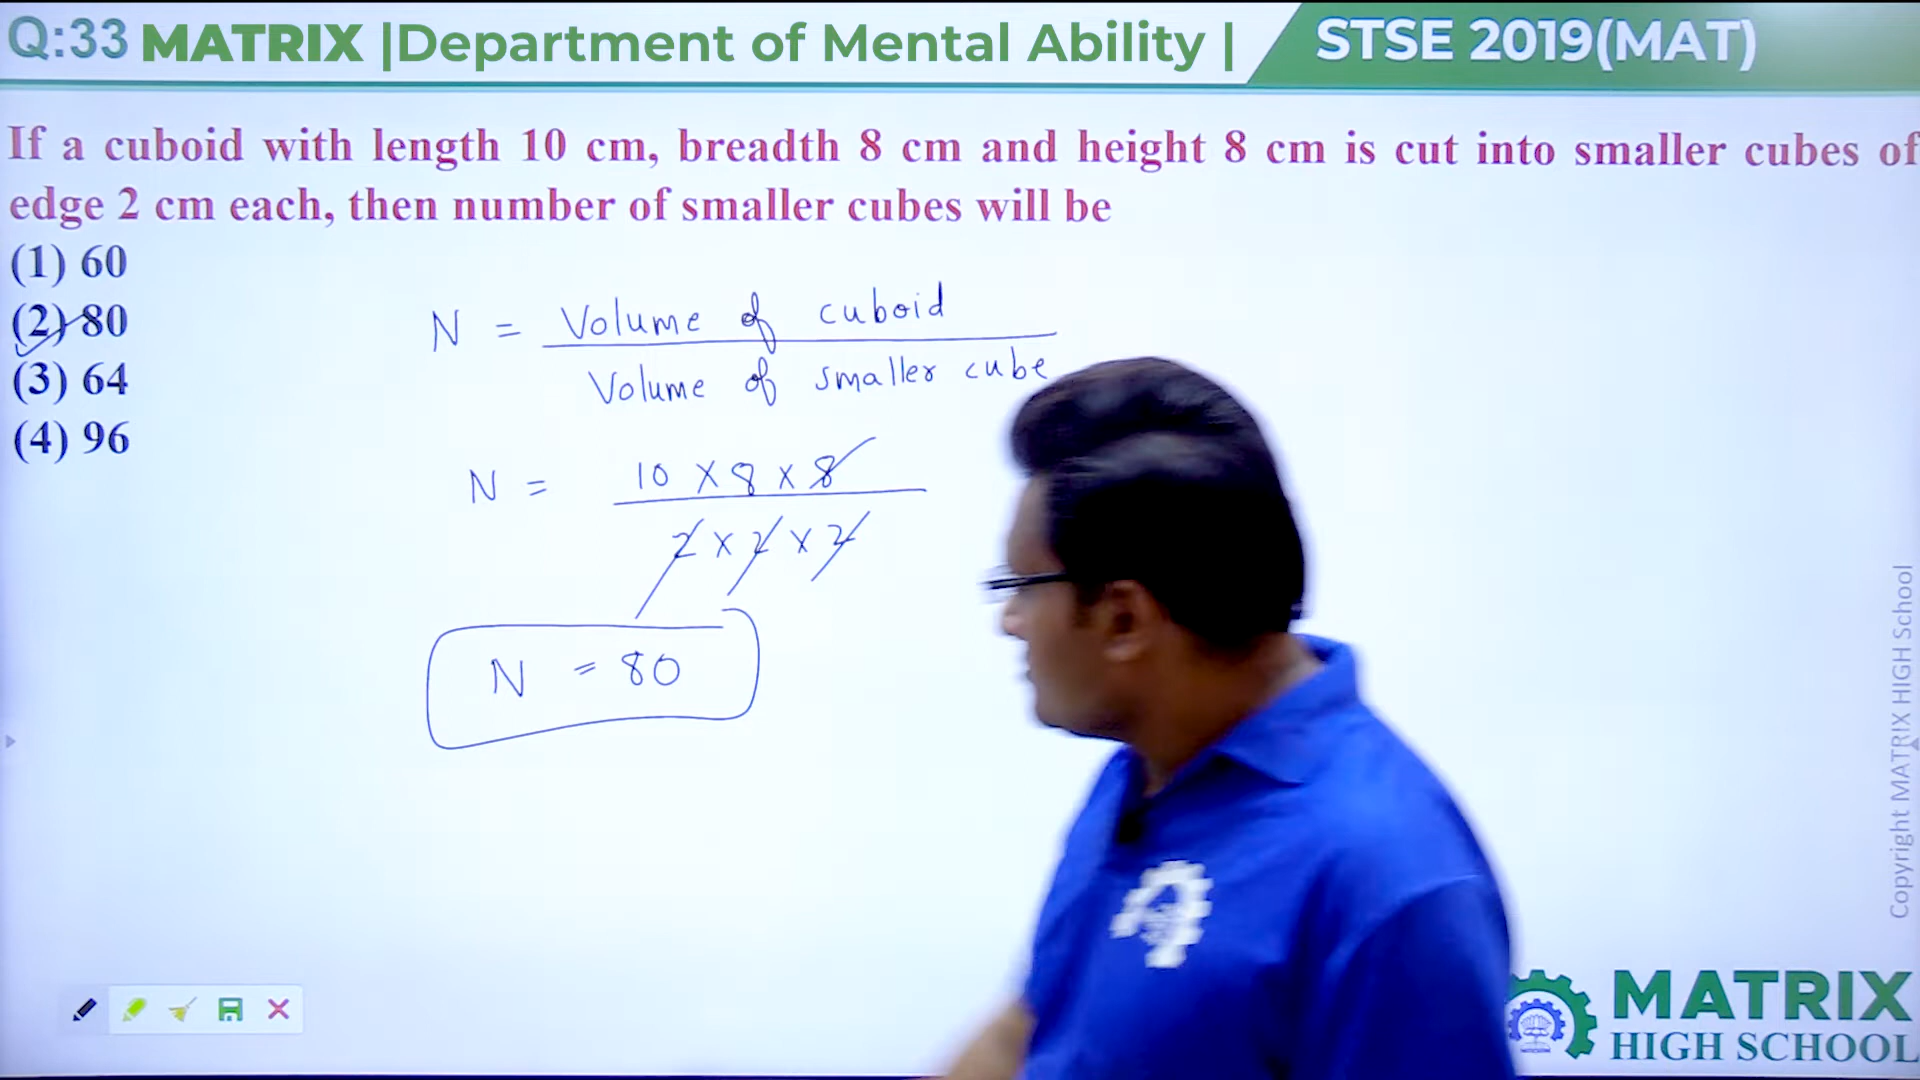 Q:33 MATRIX |Department of Mental Ability | STSE 2019(MAT)
If a cuboid with length 10 cm, breadth 8 cm and height 8 cm is cut into smaller cubes of
edge 2 cm each, then number of smaller cubes will be
(1) 60
(2) 80
(3) 64
(4) 96
N = Volume of cuboid
Volume of smaller cube
N = 10 x 8 x 8
2 x 2 x 2
N = 80
Copyright MATRIX HIGH School
MATRIX
HIGH SCHOOL